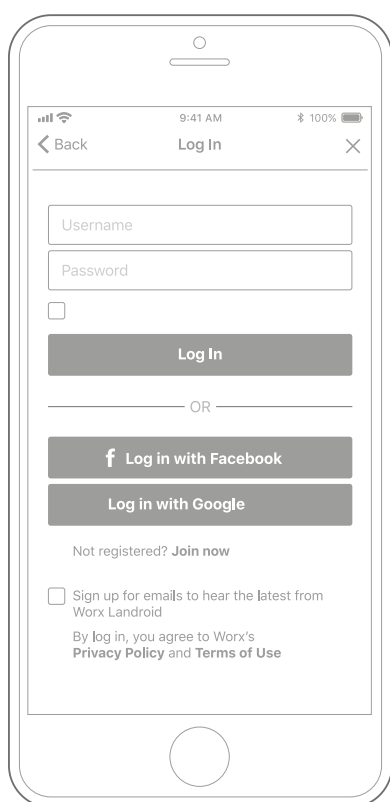 9:41 AM 100%
Back Log In
Username
Password
Log In
OR
f Log in with Facebook
Log in with Google
Not registered? Join now
Sign up for emails to hear the latest from
Worx Landroid
By log in, you agree to Worx's
Privacy Policy and Terms of Use